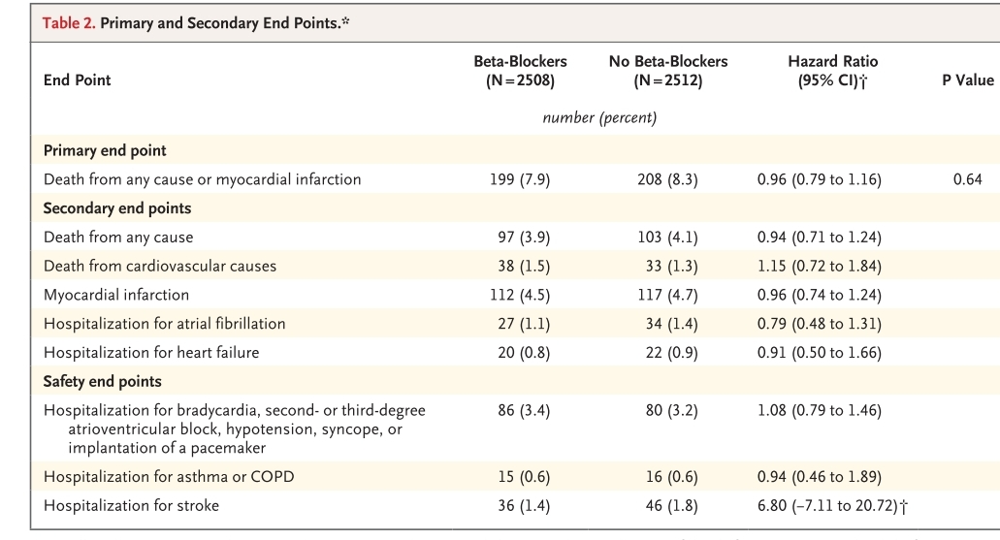 Table 2. Primary and Secondary End Points.*
End Point Beta-Blockers (N=2508) No Beta-Blockers (N=2512) Hazard Ratio (95% CI)† P Value
number (percent)
Primary end point
Death from any cause or myocardial infarction 199 (7.9) 208 (8.3) 0.96 (0.79 to 1.16) 0.64
Secondary end points
Death from any cause 97 (3.9) 103 (4.1) 0.94 (0.71 to 1.24)
Death from cardiovascular causes 38 (1.5) 33 (1.3) 1.15 (0.72 to 1.84)
Myocardial infarction 112 (4.5) 117 (4.7) 0.96 (0.74 to 1.24)
Hospitalization for atrial fibrillation 27 (1.1) 34 (1.4) 0.79 (0.48 to 1.31)
Hospitalization for heart failure 20 (0.8) 22 (0.9) 0.91 (0.50 to 1.66)
Safety end points
Hospitalization for bradycardia, second- or third-degree 86 (3.4) 80 (3.2) 1.08 (0.79 to 1.46)
atrioventricular block, hypotension, syncope, or
implantation of a pacemaker
Hospitalization for asthma or COPD 15 (0.6) 16 (0.6) 0.94 (0.46 to 1.89)
Hospitalization for stroke 36 (1.4) 46 (1.8) 6.80 (–7.11 to 20.72)†